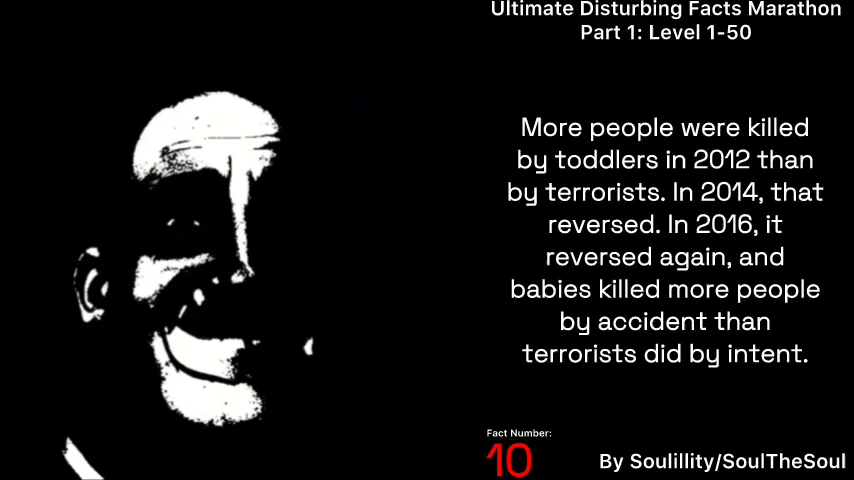 Ultimate Disturbing Facts Marathon
Part 1: Level 1-50
More people were killed
by toddlers in 2012 than
by terrorists. In 2014, that
reversed. In 2016, it
reversed again, and
babies killed more people
by accident than
terrorists did by intent.
Fact Number:
10
By Soulillity/SoulTheSoul